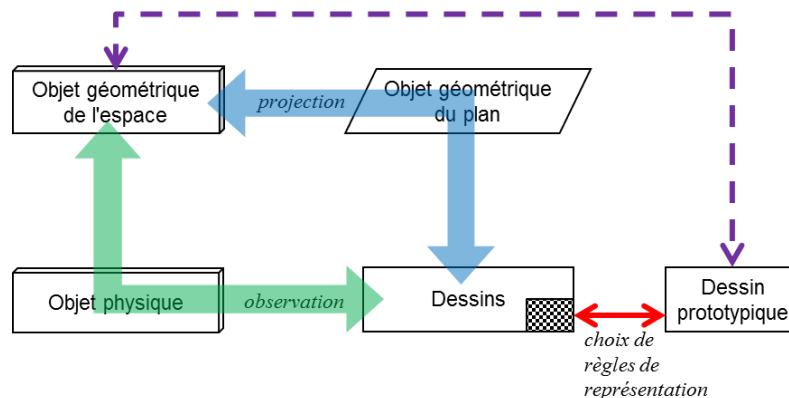 Objet géométrique
de l'espace
projection
Objet géométrique
du plan
Objet physique
observation
Dessins
Dessin
prototypique
choix de
règles de
représentation